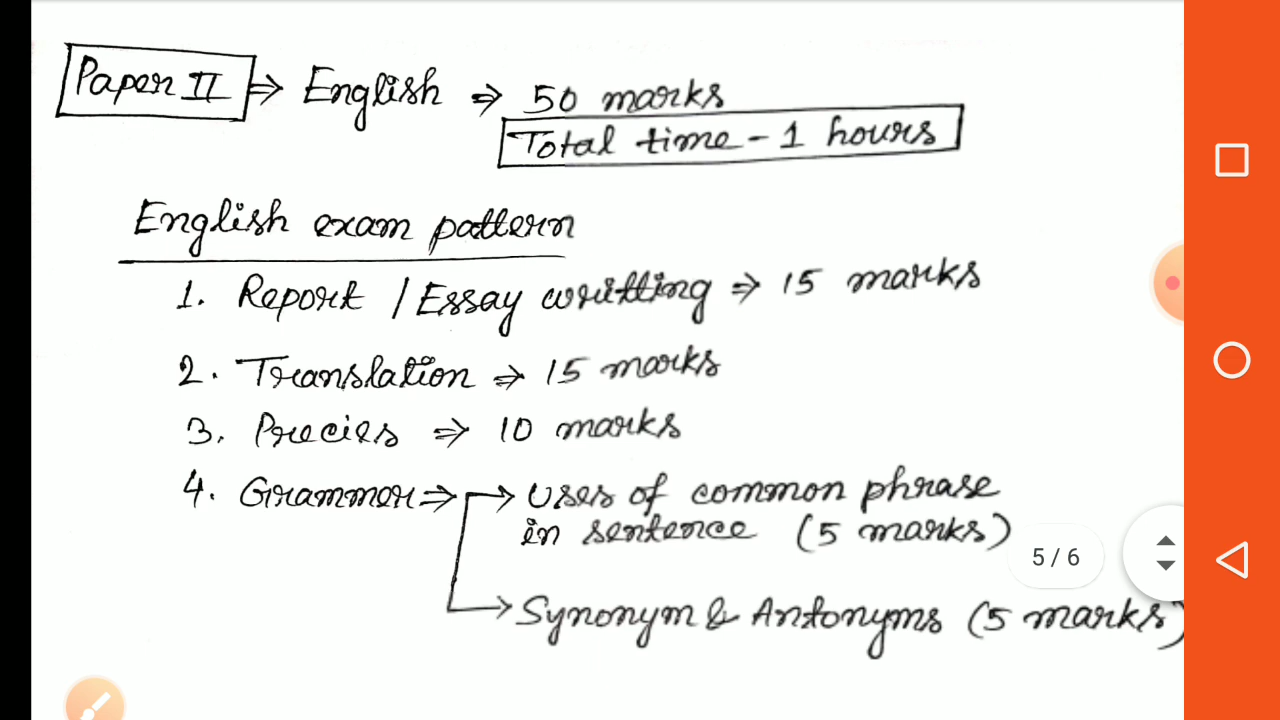 Paper II ⇒ English ⇒ 50 marks
Total time - 1 hours
English exam pattern
1. Report / Essay writting ⇒ 15 marks
2. Translation ⇒ 15 marks
3. Precies ⇒ 10 marks
4. Grammer ⇒ → Uses of common phrase
in sentence (5 marks)
5 / 6
→ Synonym & Antonyms (5 marks)